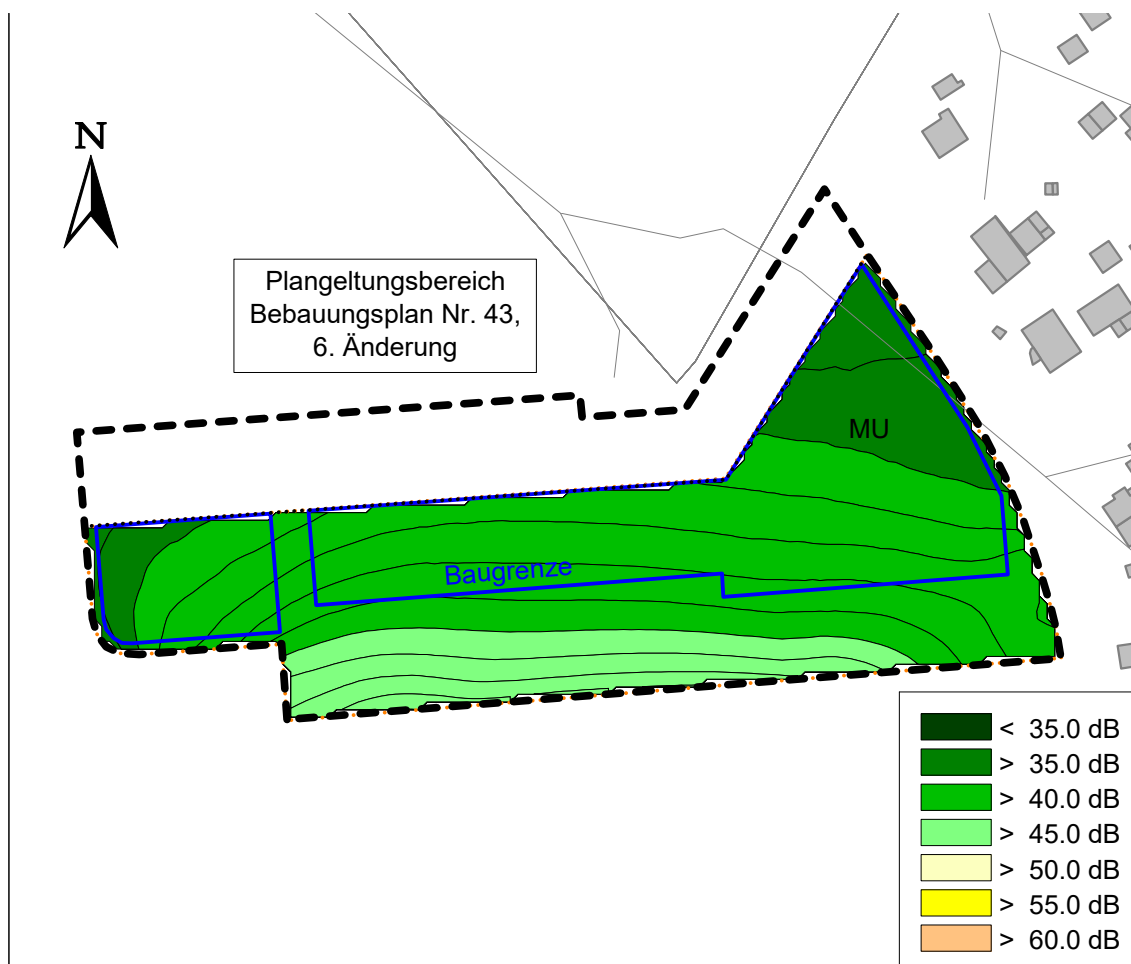 N
Plangeltungsbereich
Bebauungsplan Nr. 43,
6. Änderung
MU
Baugrenze
< 35.0 dB
> 35.0 dB
> 40.0 dB
> 45.0 dB
> 50.0 dB
> 55.0 dB
> 60.0 dB